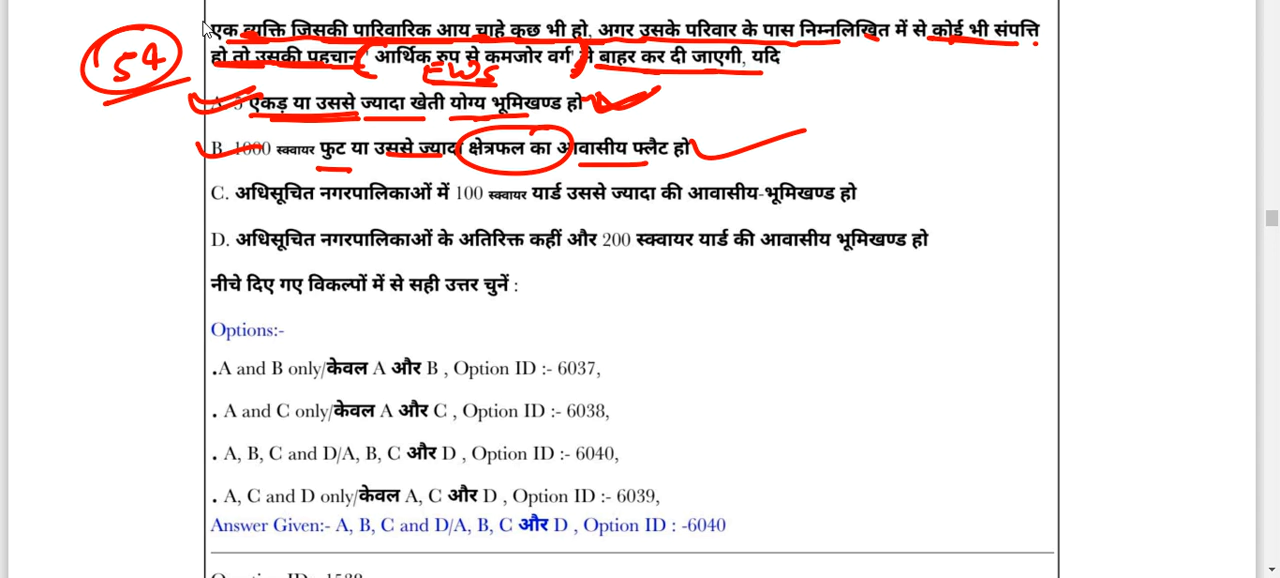 एक व्यक्ति जिसकी पारिवारिक आय चाहे कुछ भी हो, अगर उसके परिवार के पास निम्नलिखित में से कोई भी संपत्ति
54 हो तो उसकी पहचान 'आर्थिक रुप से कमजोर वर्ग' से बाहर कर दी जाएगी, यदि
EWS
A. 5 एकड़ या उससे ज्यादा खेती योग्य भूमिखण्ड हो
B. 1000 स्क्वायर फुट या उससे ज्यादा क्षेत्रफल का आवासीय फ्लैट हो
C. अधिसूचित नगरपालिकाओं में 100 स्क्वायर यार्ड उससे ज्यादा की आवासीय-भूमिखण्ड हो
D. अधिसूचित नगरपालिकाओं के अतिरिक्त कहीं और 200 स्क्वायर यार्ड की आवासीय भूमिखण्ड हो
नीचे दिए गए विकल्पों में से सही उत्तर चुनें :
Options:-
.A and B only/केवल A और B , Option ID :- 6037,
. A and C only/केवल A और C , Option ID :- 6038,
. A, B, C and D/A, B, C और D , Option ID :- 6040,
. A, C and D only/केवल A, C और D , Option ID :- 6039,
Answer Given:- A, B, C and D/A, B, C और D , Option ID : -6040